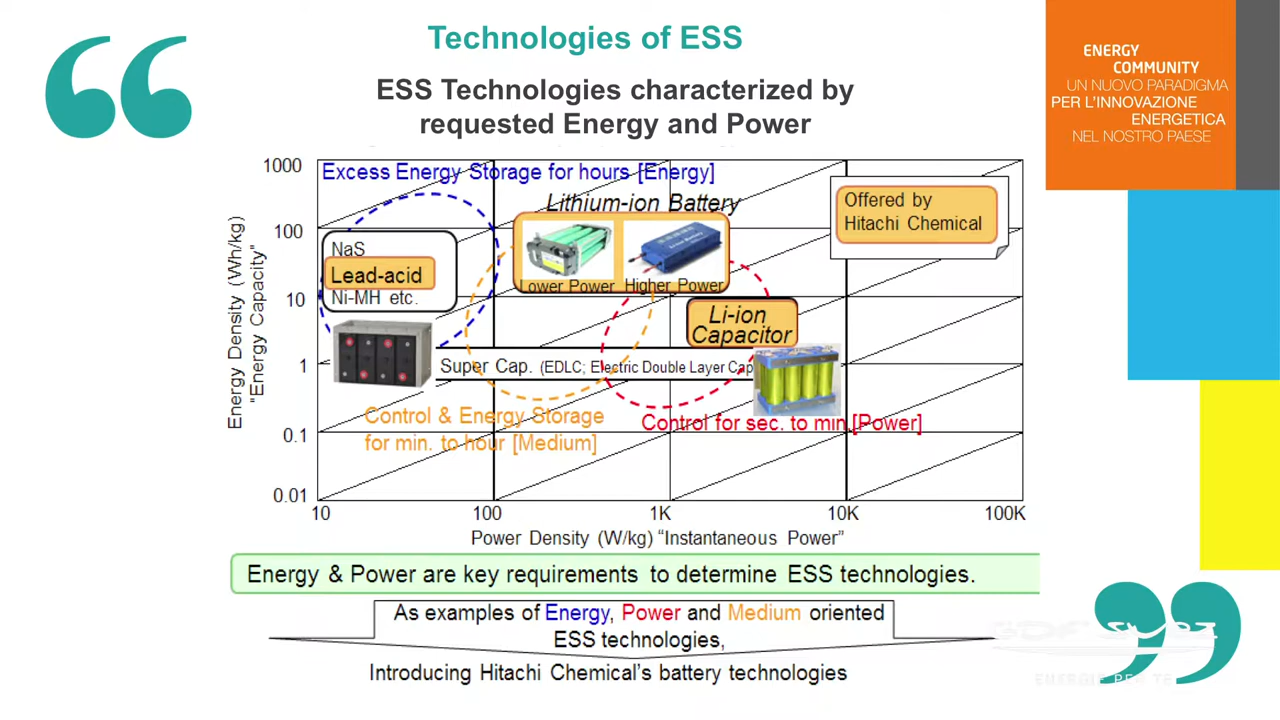 Technologies of ESS
ESS Technologies characterized by
requested Energy and Power
ENERGY
COMMUNITY
UN NUOVO PARADIGMA
PER L'INNOVAZIONE
ENERGETICA
NEL NOSTRO PAESE
Energy Density (Wh/kg)
"Energy Capacity"
1000
100
10
1
0.1
0.01
Excess Energy Storage for hours [Energy]
Lithium-ion Battery
Offered by
Hitachi Chemical
NaS
Lead-acid
Ni-MH etc.
Lower Power
Higher Power
Li-ion
Capacitor
Super Cap. (EDLC; Electric Double Layer Cap
Control & Energy Storage
for min. to hour [Medium]
Control for sec. to min.[Power]
10
100
1K
10K
100K
Power Density (W/kg) "Instantaneous Power"
Energy & Power are key requirements to determine ESS technologies.
As examples of Energy, Power and Medium oriented
ESS technologies,
Introducing Hitachi Chemical's battery technologies